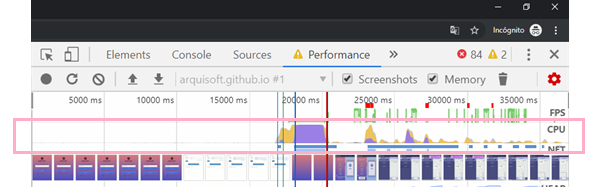 Incógnito
Elements Console Sources Performance » 84 2
arquisoft.github.io #1 Screenshots Memory
5000 ms 10000 ms 15000 ms 20000 ms 25000 ms 30000 ms 35000 ms
FPS
CPU
NET
HEAP